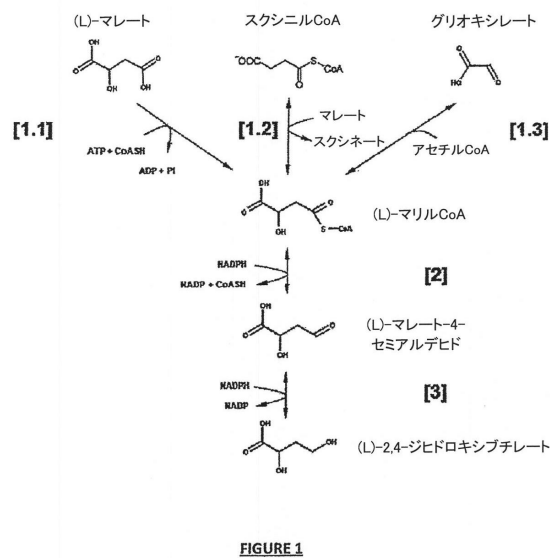 (L)-マレート
スクシニルCoA
グリオキシレート
OH
O
O
OH
OH
⁻OOC
S
CoA
O
O
HO
O
[1.1]
[1.2]
[1.3]
ATP + CoASH
ADP + Pi
マレート
スクシネート
アセチルCoA
OH
O
O
OH
S
CoA
(L)-マリルCoA
NADPH
NADP + CoASH
[2]
OH
O
O
OH
(L)-マレート-4-
セミアルデヒド
NADPH
NADP
[3]
OH
O
OH
OH
(L)-2,4-ジヒドロキシブチレート
FIGURE 1